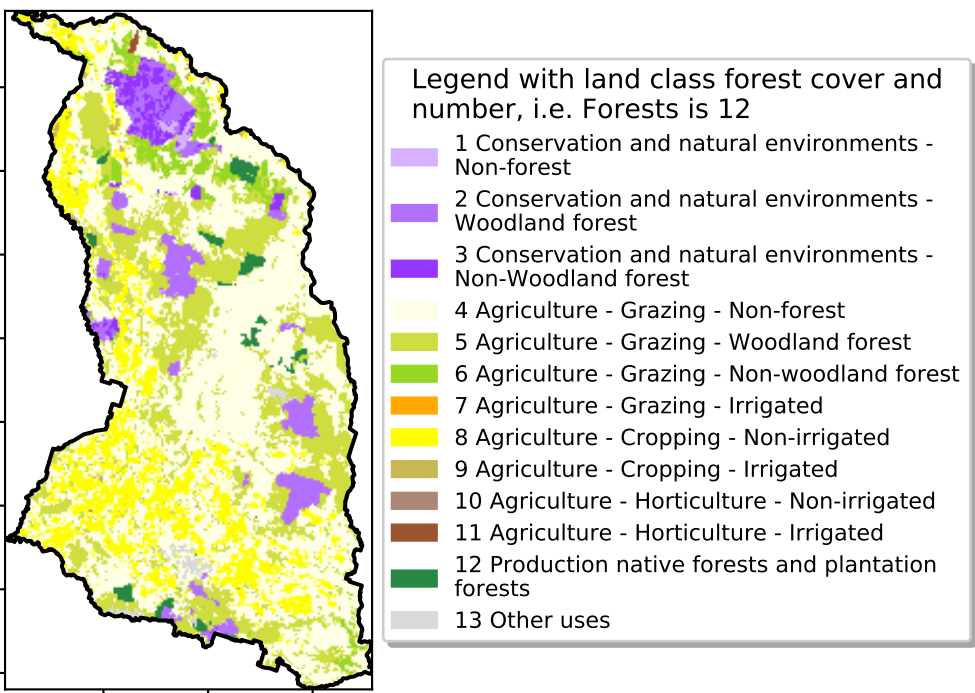 Legend with land class forest cover and
number, i.e. Forests is 12
1 Conservation and natural environments -
Non-forest
2 Conservation and natural environments -
Woodland forest
3 Conservation and natural environments -
Non-Woodland forest
4 Agriculture - Grazing - Non-forest
5 Agriculture - Grazing - Woodland forest
6 Agriculture - Grazing - Non-woodland forest
7 Agriculture - Grazing - Irrigated
8 Agriculture - Cropping - Non-irrigated
9 Agriculture - Cropping - Irrigated
10 Agriculture - Horticulture - Non-irrigated
11 Agriculture - Horticulture - Irrigated
12 Production native forests and plantation
forests
13 Other uses